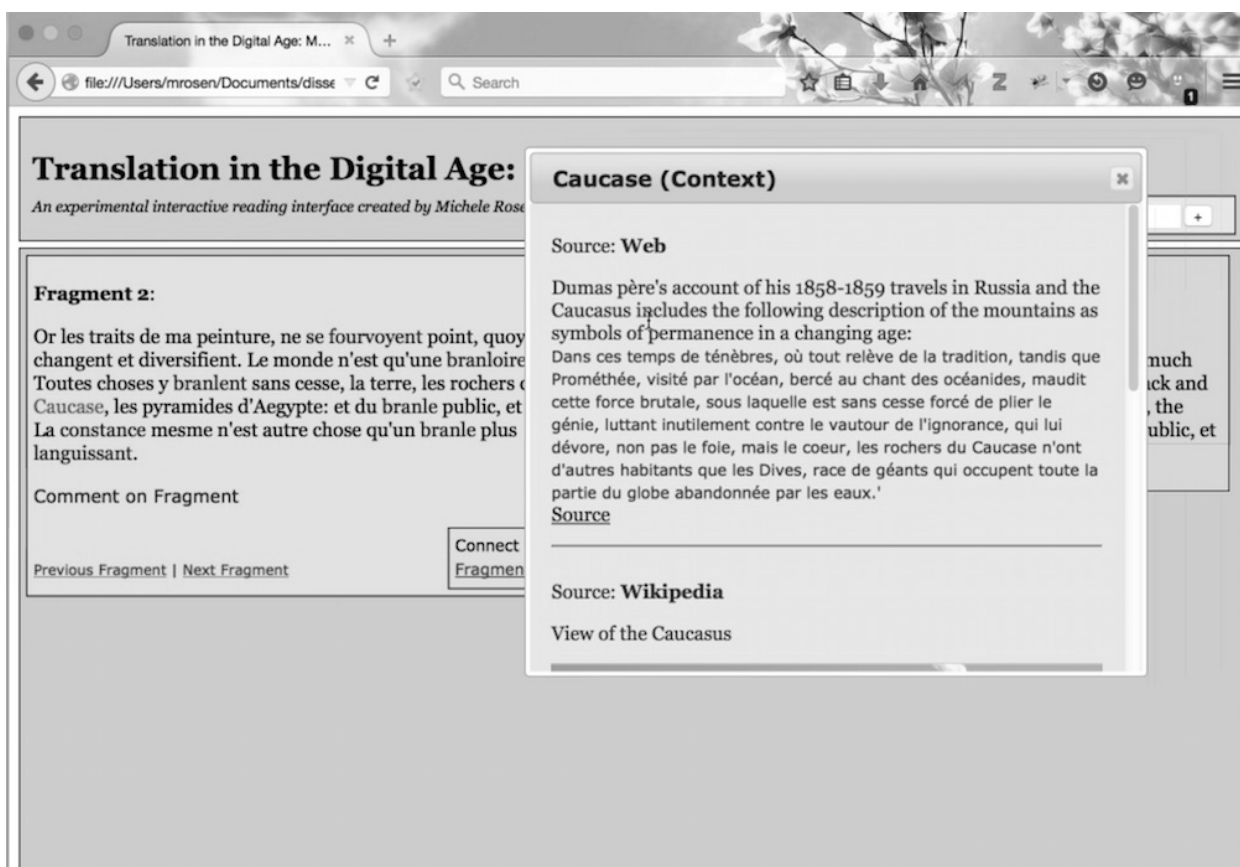 Translation in the Digital Age: M...
file:///Users/mrosen/Documents/disse
Search
Z
1
Translation in the Digital Age:
An experimental interactive reading interface created by Michele Rose
+
Fragment 2:
Or les traits de ma peinture, ne se fourvoyent point, quoy
changent et diversifient. Le monde n'est qu'une branloire
Toutes choses y branlent sans cesse, la terre, les rochers
Caucase, les pyramides d'Aegypte: et du branle public, et
La constance mesme n'est autre chose qu'un branle plus
languissant.
Comment on Fragment
Previous Fragment | Next Fragment
Connect
Fragmen
much
ck and
, the
ublic, et
Caucase (Context)
Source: Web
Dumas père's account of his 1858-1859 travels in Russia and the
Caucasus includes the following description of the mountains as
symbols of permanence in a changing age:
Dans ces temps de ténèbres, où tout relève de la tradition, tandis que
Prométhée, visité par l'océan, bercé au chant des océanides, maudit
cette force brutale, sous laquelle est sans cesse forcé de plier le
génie, luttant inutilement contre le vautour de l'ignorance, qui lui
dévore, non pas le foie, mais le coeur, les rochers du Caucase n'ont
d'autres habitants que les Dives, race de géants qui occupent toute la
partie du globe abandonnée par les eaux.'
Source
Source: Wikipedia
View of the Caucasus